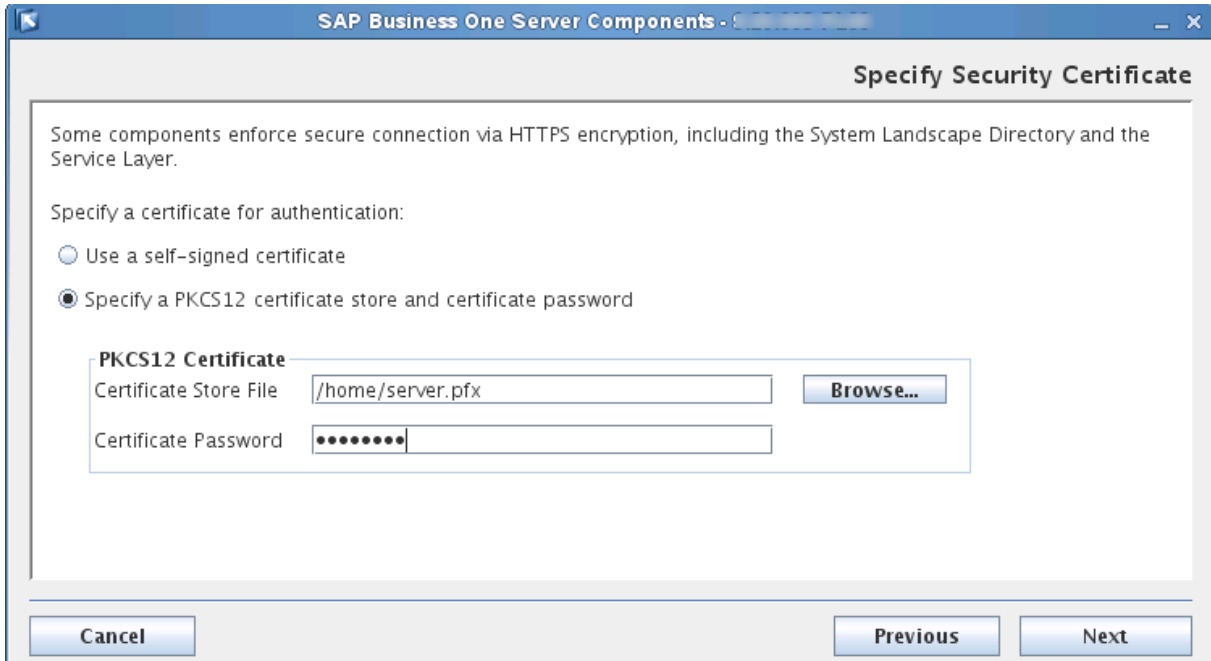 SAP Business One Server Components -
Specify Security Certificate
Some components enforce secure connection via HTTPS encryption, including the System Landscape Directory and the
Service Layer.
Specify a certificate for authentication:
Use a self-signed certificate
Specify a PKCS12 certificate store and certificate password
PKCS12 Certificate
Certificate Store File /home/server.pfx Browse...
Certificate Password ••••••••
Cancel Previous Next